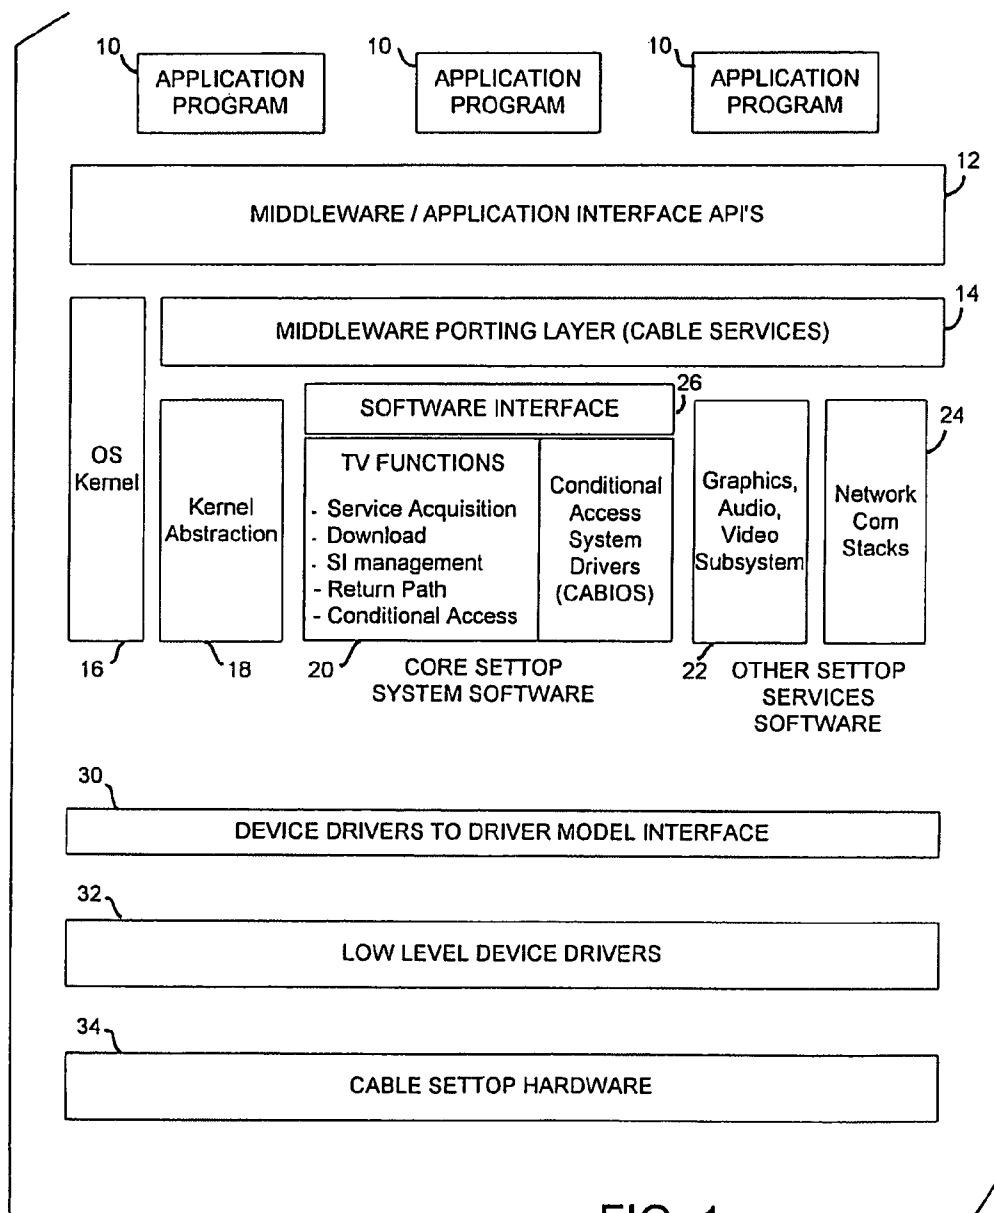 10
APPLICATION
PROGRAM
10
APPLICATION
PROGRAM
10
APPLICATION
PROGRAM
12
MIDDLEWARE / APPLICATION INTERFACE API'S
14
MIDDLEWARE PORTING LAYER (CABLE SERVICES)
OS
Kernel
16
Kernel
Abstraction
18
SOFTWARE INTERFACE
26
TV FUNCTIONS
. Service Acquisition
. Download
. SI management
- Return Path
- Conditional Access
Conditional
Access
System
Drivers
(CABIOS)
20
CORE SETTOP
SYSTEM SOFTWARE
Graphics,
Audio,
Video
Subsystem
22
24
Network
Com
Stacks
OTHER SETTOP
SERVICES
SOFTWARE
30
DEVICE DRIVERS TO DRIVER MODEL INTERFACE
32
LOW LEVEL DEVICE DRIVERS
34
CABLE SETTOP HARDWARE